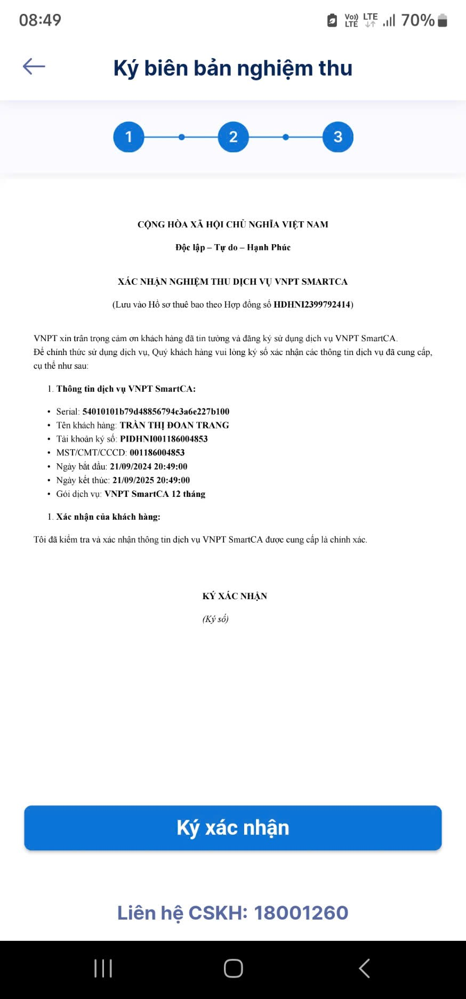 08:49
Vo)) LTE LTE 70%
Ký biên bản nghiệm thu
1 2 3
CỘNG HÒA XÃ HỘI CHỦ NGHĨA VIỆT NAM
Độc lập – Tự do – Hạnh Phúc
XÁC NHẬN NGHIỆM THU DỊCH VỤ VNPT SMARTCA
(Lưu vào Hồ sơ thuê bao theo Hợp đồng số HDHNI2399792414)
VNPT xin trân trọng cảm ơn khách hàng đã tin tưởng và đăng ký sử dụng dịch vụ VNPT SmartCA.
Để chính thức sử dụng dịch vụ, Quý khách hàng vui lòng ký số xác nhận các thông tin dịch vụ đã cung cấp,
cụ thể như sau:
1. Thông tin dịch vụ VNPT SmartCA:
• Serial: 54010101b79d48856794c3a6e227b100
• Tên khách hàng: TRẦN THỊ ĐOAN TRANG
• Tài khoản ký số: PIDHNI001186004853
• MST/CMT/CCCD: 001186004853
• Ngày bắt đầu: 21/09/2024 20:49:00
• Ngày kết thúc: 21/09/2025 20:49:00
• Gói dịch vụ: VNPT SmartCA 12 tháng
1. Xác nhận của khách hàng:
Tôi đã kiểm tra và xác nhận thông tin dịch vụ VNPT SmartCA được cung cấp là chính xác.
KÝ XÁC NHẬN
(Ký số)
Ký xác nhận
Liên hệ CSKH: 18001260